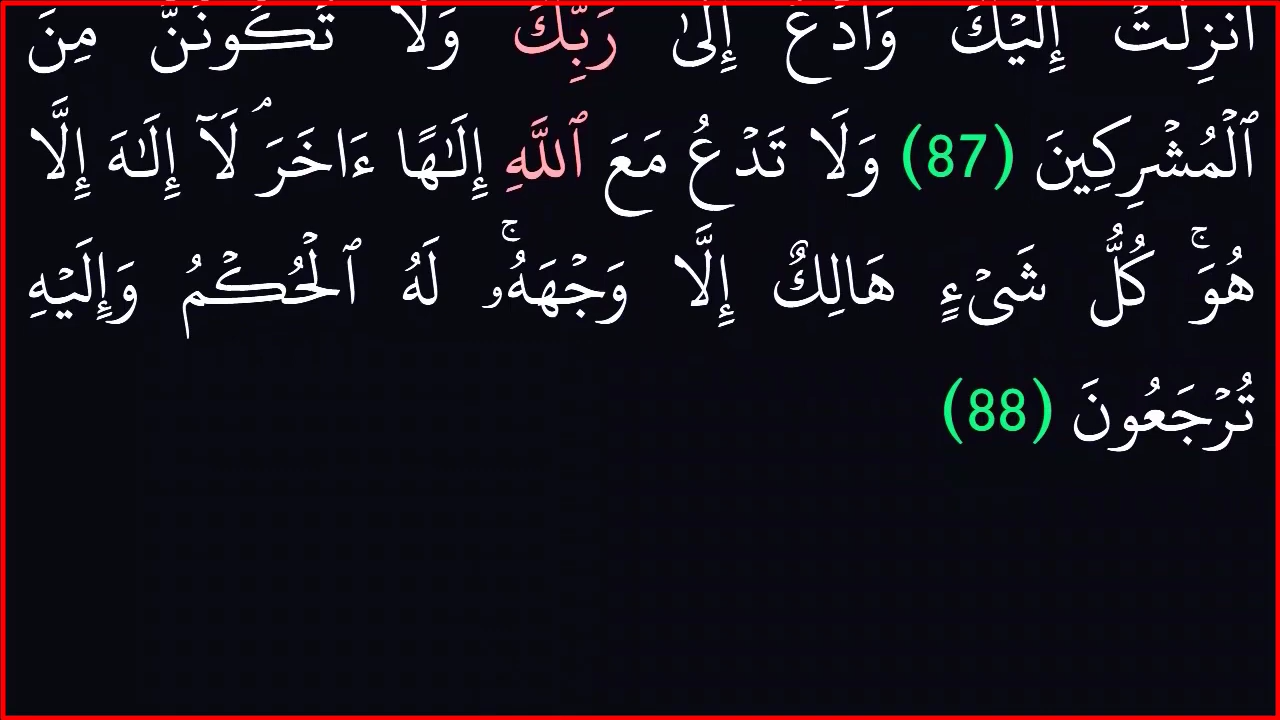 أُنزِلَتْ إِلَيْكَ وَٱدْعُ إِلَىٰ رَبِّكَ وَلَا تَكُونَنَّ مِنَ
ٱلْمُشْرِكِينَ (87) وَلَا تَدْعُ مَعَ ٱللَّهِ إِلَـٰهًا ءَاخَرَ ۘ لَآ إِلَـٰهَ إِلَّا
هُوَ ۚ كُلُّ شَىْءٍ هَالِكٌ إِلَّا وَجْهَهُۥ ۚ لَهُ ٱلْحُكْمُ وَإِلَيْهِ
تُرْجَعُونَ (88)